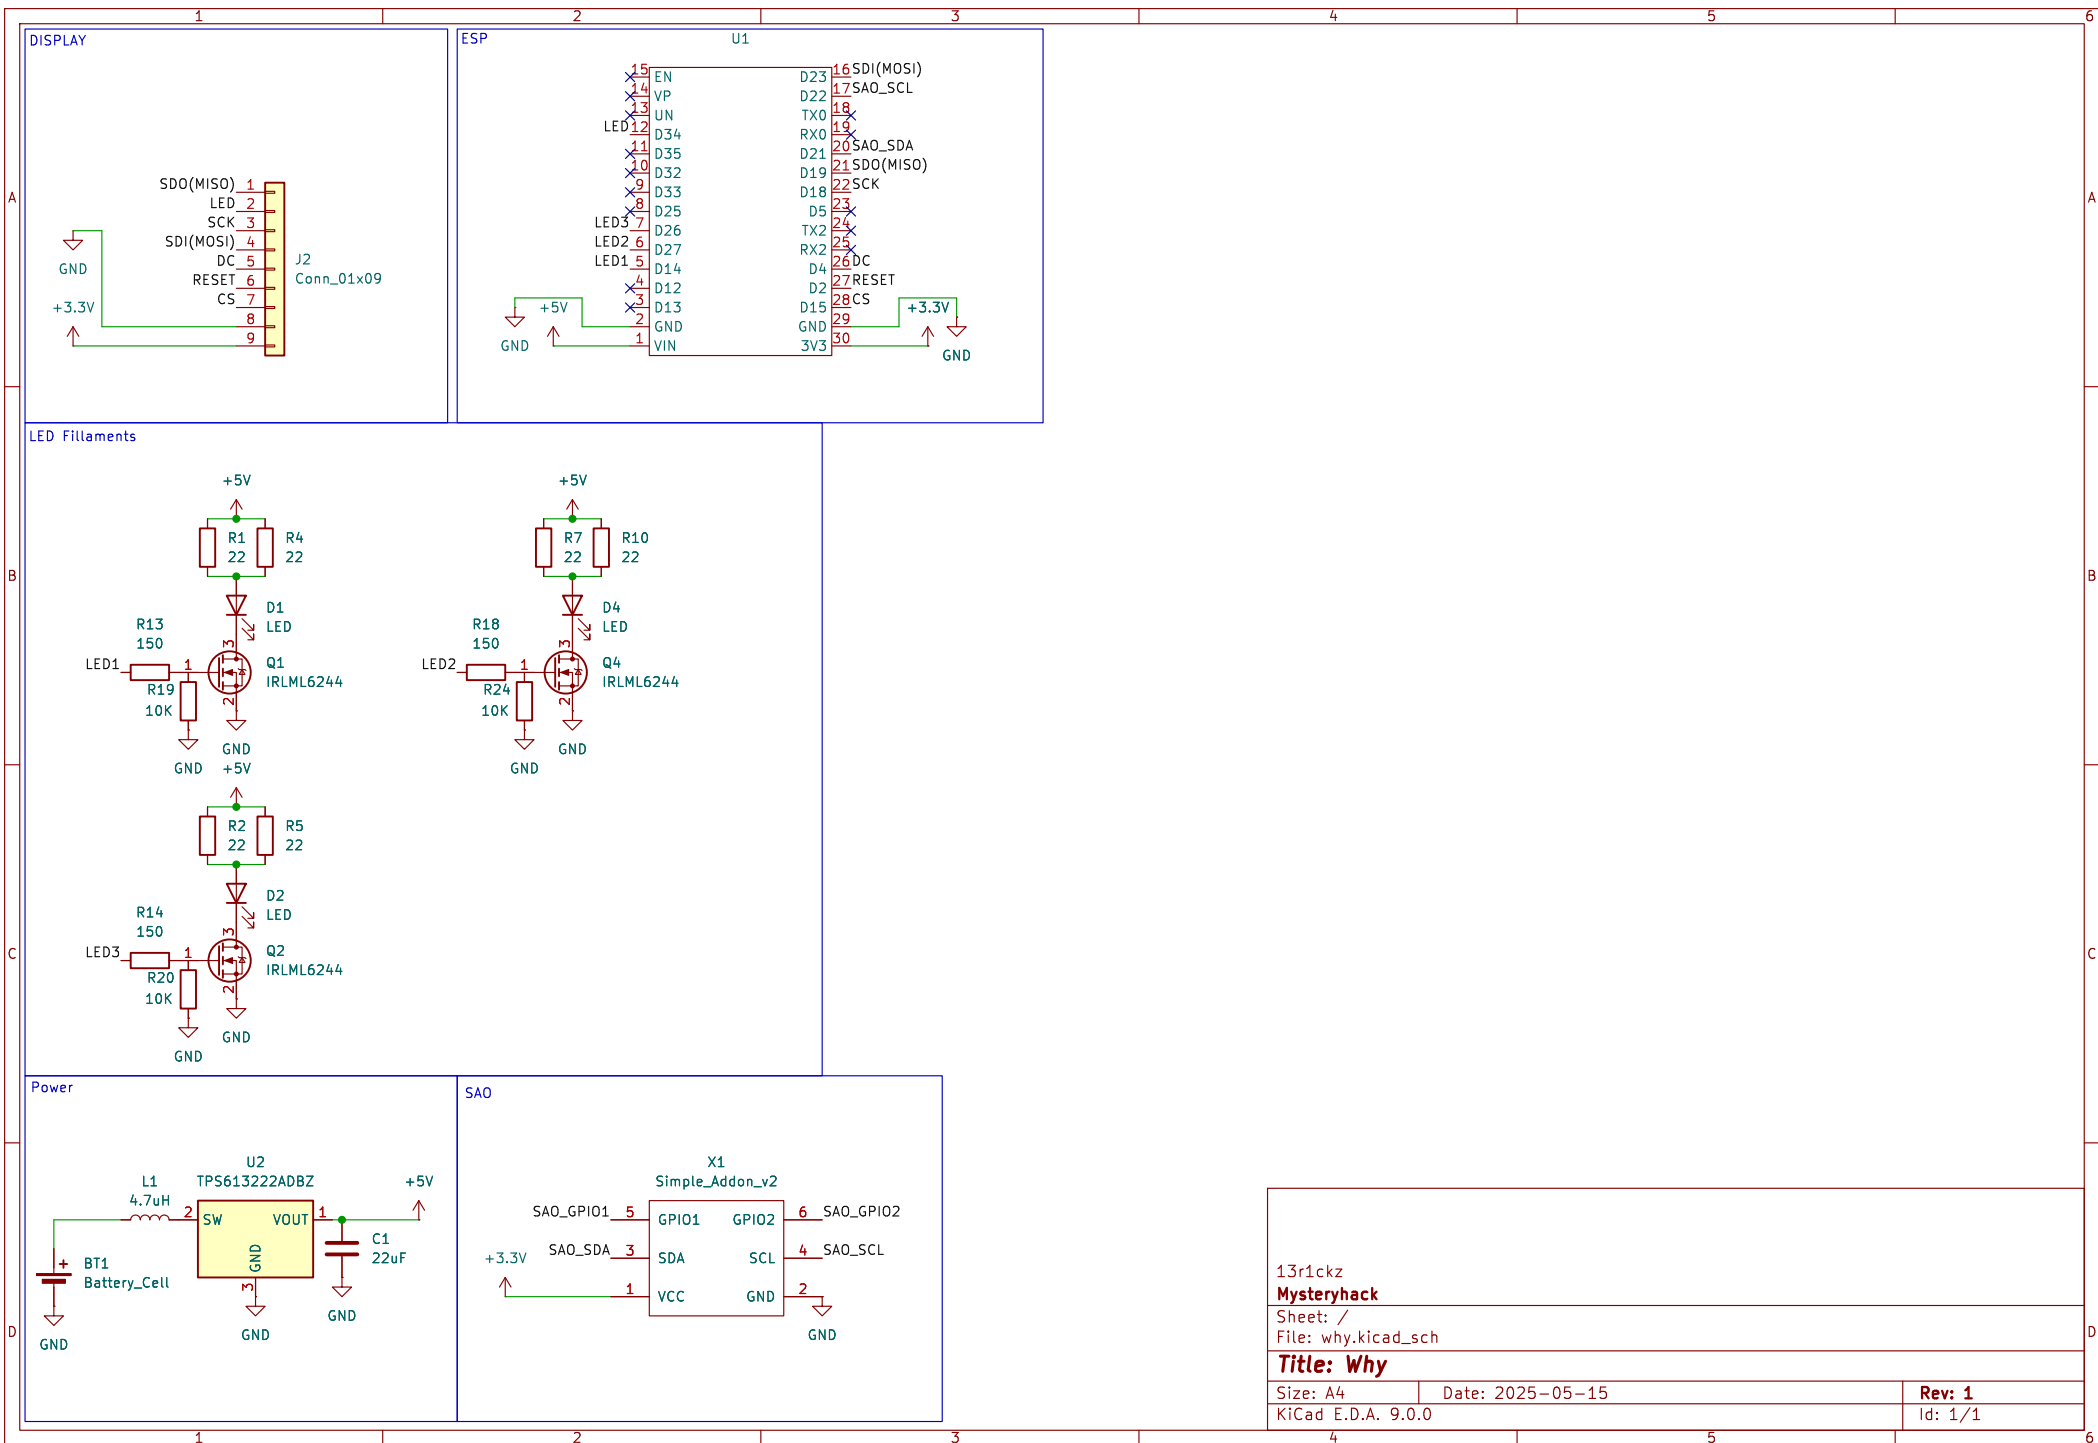 1 2 3 4 5 6
A
B
C
D
A
B
C
D
DISPLAY
SDO(MISO) 1
LED 2
SCK 3
SDI(MOSI) 4
DC 5
RESET 6
CS 7
8
9
GND
+3.3V
J2
Conn_01x09
ESP
U1
15 EN
14 VP
13 UN
LED 12 D34
11 D35
10 D32
9 D33
8 D25
LED3 7 D26
LED2 6 D27
LED1 5 D14
4 D12
3 D13
2 GND
1 VIN
GND
+5V
D23 16 SDI(MOSI)
D22 17 SAO_SCL
TX0 18
RX0 19
D21 20 SAO_SDA
D19 21 SDO(MISO)
D18 22 SCK
D5 23
TX2 24
RX2 25
D4 26 DC
D2 27 RESET
D15 28 CS
GND 29
3V3 30
+3.3V
GND
LED Fillaments
+5V
R1
22
R4
22
D1
LED
R13
150
LED1
1
3
2
Q1
IRLML6244
R19
10K
GND
GND
+5V
R7
22
R10
22
D4
LED
R18
150
LED2
1
3
2
Q4
IRLML6244
R24
10K
GND
GND
+5V
R2
22
R5
22
D2
LED
R14
150
LED3
1
3
2
Q2
IRLML6244
R20
10K
GND
GND
Power
U2
TPS613222ADBZ
L1
4.7uH
2 SW
VOUT 1
GND
3
+5V
C1
22uF
+
BT1
Battery_Cell
GND
GND
GND
SAO
X1
Simple_Addon_v2
SAO_GPIO1 5 GPIO1
GPIO2 6 SAO_GPIO2
SAO_SDA 3 SDA
SCL 4 SAO_SCL
+3.3V
1 VCC
GND 2
GND
13r1ckz
Mysteryhack
Sheet: /
File: why.kicad_sch
Title: Why
Size: A4 Date: 2025-05-15 Rev: 1
KiCad E.D.A. 9.0.0 Id: 1/1
1 2 3 4 5 6